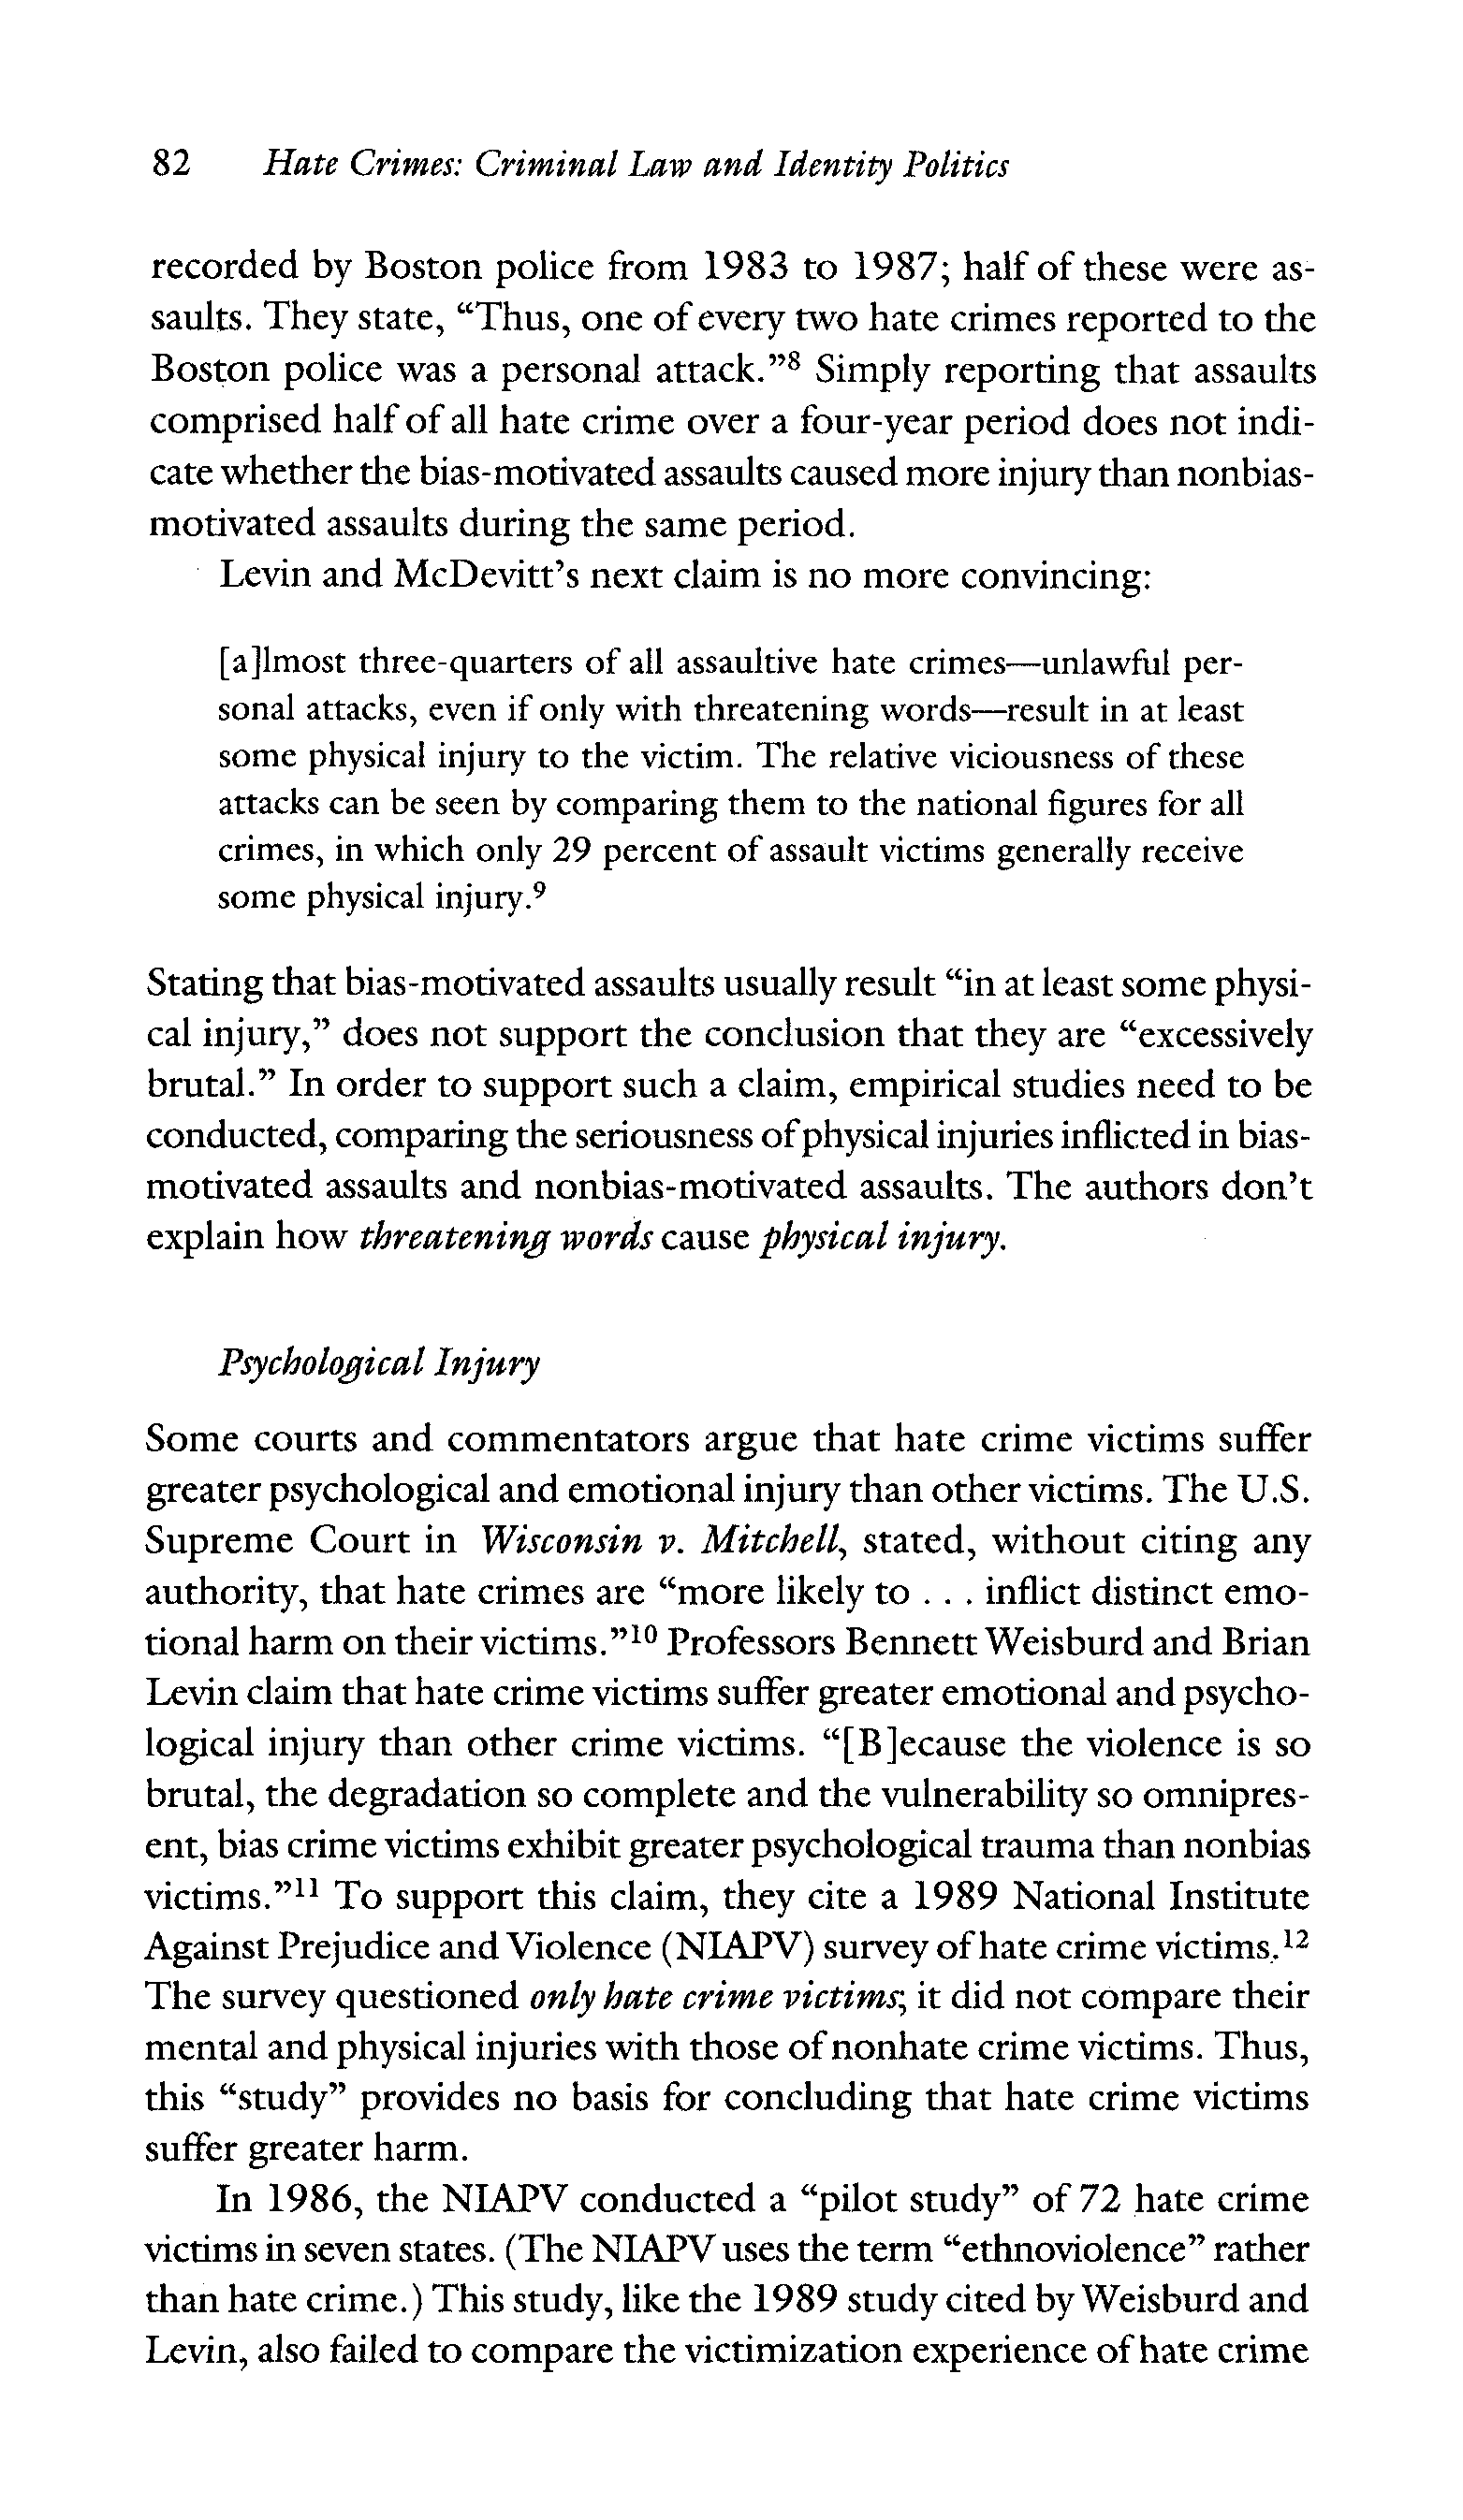 82 Hate Crimes: Criminal Law and Identity Politics
recorded by Boston police from 1983 to 1987; half of these were as-
saults. They state, “Thus, one of every two hate crimes reported to the
Boston police was a personal attack.”⁸ Simply reporting that assaults
comprised half of all hate crime over a four-year period does not indi-
cate whether the bias-motivated assaults caused more injury than nonbias-
motivated assaults during the same period.
Levin and McDevitt’s next claim is no more convincing:
[a]lmost three-quarters of all assaultive hate crimes—unlawful per-
sonal attacks, even if only with threatening words—result in at least
some physical injury to the victim. The relative viciousness of these
attacks can be seen by comparing them to the national figures for all
crimes, in which only 29 percent of assault victims generally receive
some physical injury.⁹
Stating that bias-motivated assaults usually result “in at least some physi-
cal injury,” does not support the conclusion that they are “excessively
brutal.” In order to support such a claim, empirical studies need to be
conducted, comparing the seriousness of physical injuries inflicted in bias-
motivated assaults and nonbias-motivated assaults. The authors don’t
explain how threatening words cause physical injury.
Psychological Injury
Some courts and commentators argue that hate crime victims suffer
greater psychological and emotional injury than other victims. The U.S.
Supreme Court in Wisconsin v. Mitchell, stated, without citing any
authority, that hate crimes are “more likely to . . . inflict distinct emo-
tional harm on their victims.”¹⁰ Professors Bennett Weisburd and Brian
Levin claim that hate crime victims suffer greater emotional and psycho-
logical injury than other crime victims. “[B]ecause the violence is so
brutal, the degradation so complete and the vulnerability so omnipres-
ent, bias crime victims exhibit greater psychological trauma than nonbias
victims.”¹¹ To support this claim, they cite a 1989 National Institute
Against Prejudice and Violence (NIAPV) survey of hate crime victims.¹²
The survey questioned only hate crime victims; it did not compare their
mental and physical injuries with those of nonhate crime victims. Thus,
this “study” provides no basis for concluding that hate crime victims
suffer greater harm.
In 1986, the NIAPV conducted a “pilot study” of 72 hate crime
victims in seven states. (The NIAPV uses the term “ethnoviolence” rather
than hate crime.) This study, like the 1989 study cited by Weisburd and
Levin, also failed to compare the victimization experience of hate crime